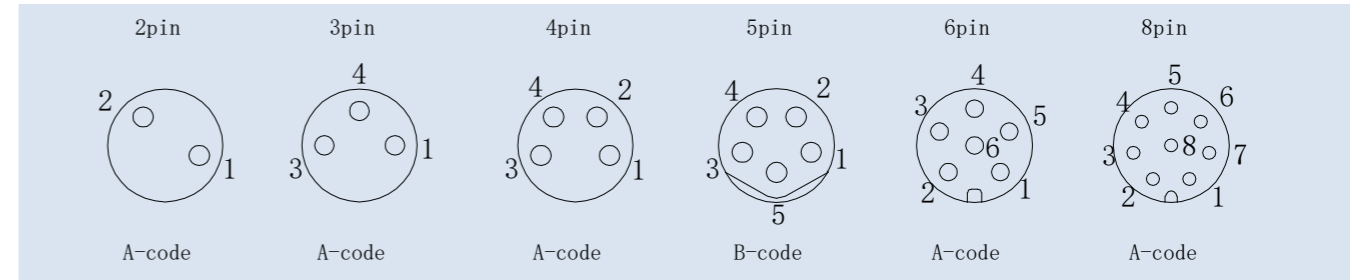 2pin 3pin 4pin 5pin 6pin 8pin
2 1
4 3 1
4 2 3 1
4 2 3 1 5
4 3 5 6 2 1
5 4 6 3 8 7 2 1
A-code A-code A-code B-code A-code A-code